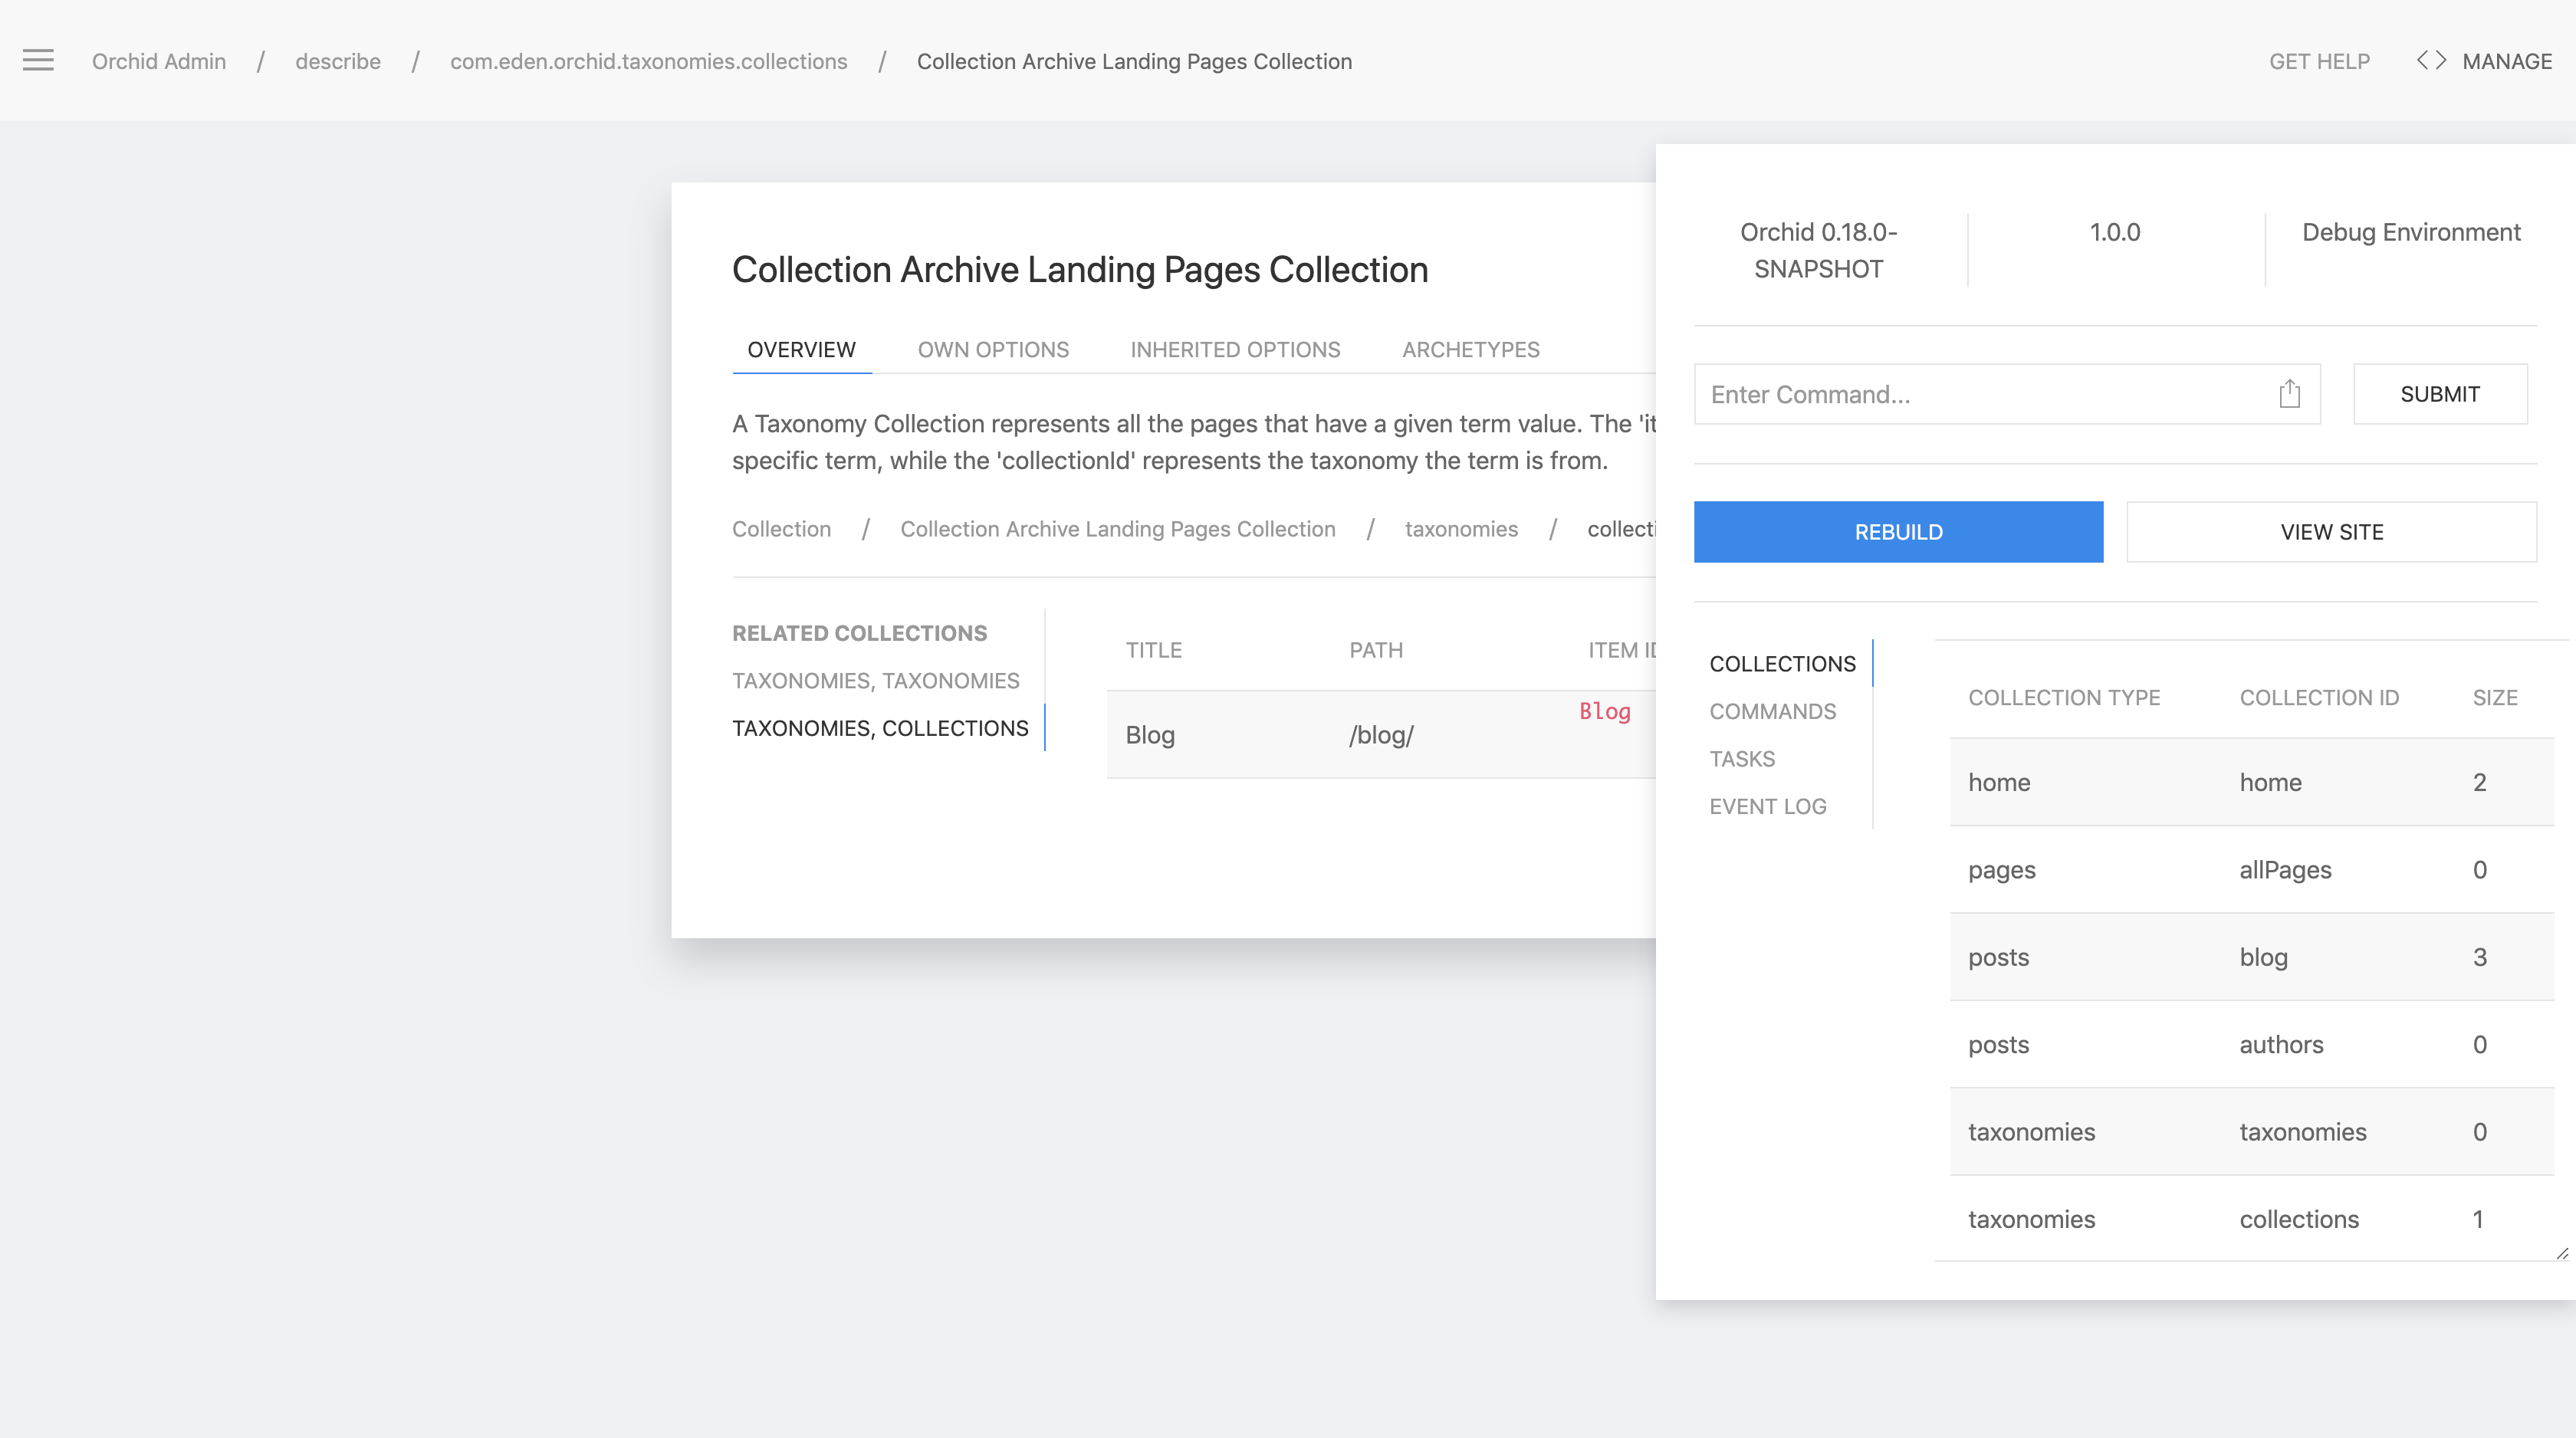 Orchid Admin / describe / com.eden.orchid.taxonomies.collections / Collection Archive Landing Pages Collection
GET HELP <> MANAGE
Collection Archive Landing Pages Collection
OVERVIEW OWN OPTIONS INHERITED OPTIONS ARCHETYPES
A Taxonomy Collection represents all the pages that have a given term value. The 'it
specific term, while the 'collectionId' represents the taxonomy the term is from.
Collection / Collection Archive Landing Pages Collection / taxonomies / collecti
RELATED COLLECTIONS
TAXONOMIES, TAXONOMIES
TAXONOMIES, COLLECTIONS
TITLE PATH ITEM ID
Blog /blog/ Blog
Orchid 0.18.0-
SNAPSHOT
1.0.0
Debug Environment
Enter Command...
SUBMIT
REBUILD
VIEW SITE
COLLECTIONS
COMMANDS
TASKS
EVENT LOG
COLLECTION TYPE COLLECTION ID SIZE
home home 2
pages allPages 0
posts blog 3
posts authors 0
taxonomies taxonomies 0
taxonomies collections 1